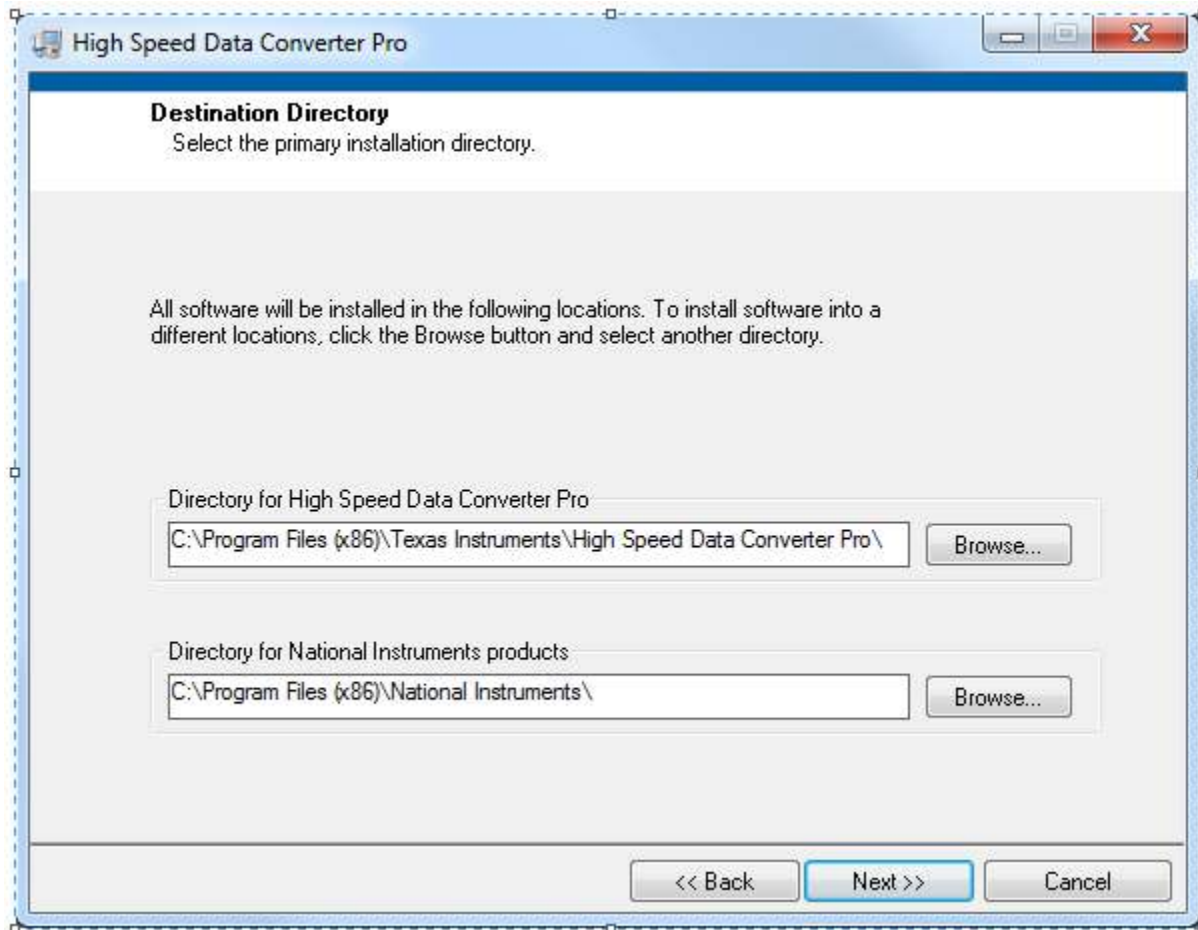 High Speed Data Converter Pro
Destination Directory
Select the primary installation directory.
All software will be installed in the following locations. To install software into a
different locations, click the Browse button and select another directory.
Directory for High Speed Data Converter Pro
C:\Program Files (x86)\Texas Instruments\High Speed Data Converter Pro\
Browse...
Directory for National Instruments products
C:\Program Files (x86)\National Instruments\
Browse...
<< Back
Next >>
Cancel